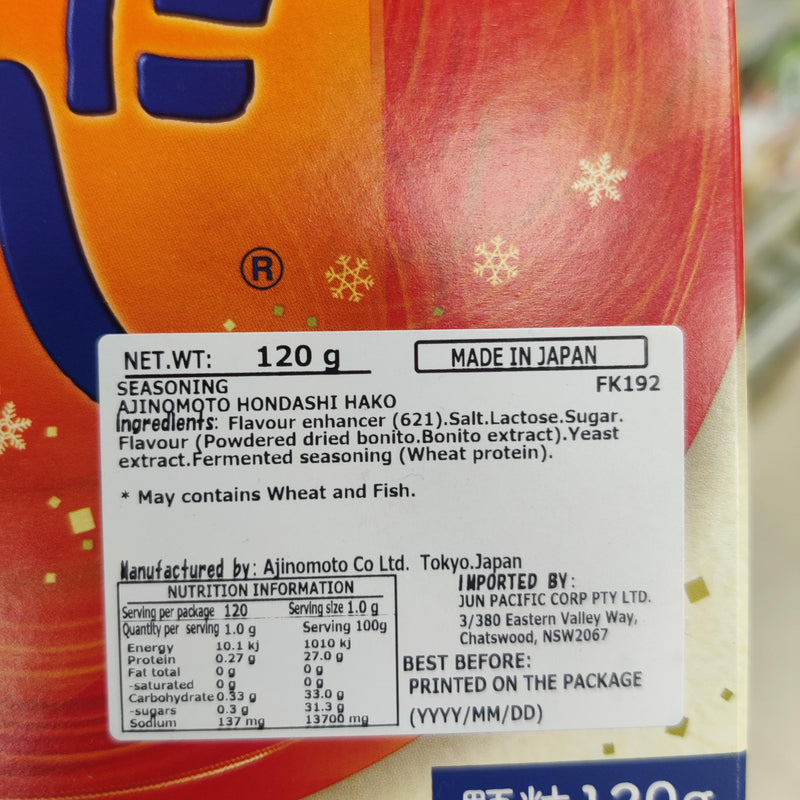 ®
NET.WT: 120 g
MADE IN JAPAN
SEASONING
FK192
AJINOMOTO HONDASHI HAKO
Ingredients: Flavour enhancer (621).Salt.Lactose.Sugar.
Flavour (Powdered dried bonito.Bonito extract).Yeast
extract.Fermented seasoning (Wheat protein).
* May contains Wheat and Fish.
Manufactured by: Ajinomoto Co Ltd. Tokyo.Japan
NUTRITION INFORMATION
Serving per package 120 Serving size 1.0 g
Quantity per serving 1.0 g Serving 100g
Energy 10.1 kj 1010 kj
Protein 0.27 g 27.0 g
Fat total 0 g 0 g
-saturated 0 g 0 g
Carbohydrate 0.33 g 33.0 g
-sugars 0.3 g 31.3 g
Sodium 137 mg 13700 mg
IMPORTED BY:
JUN PACIFIC CORP PTY LTD.
3/380 Eastern Valley Way,
Chatswood, NSW2067
BEST BEFORE:
PRINTED ON THE PACKAGE
(YYYY/MM/DD)
顆粒 120g